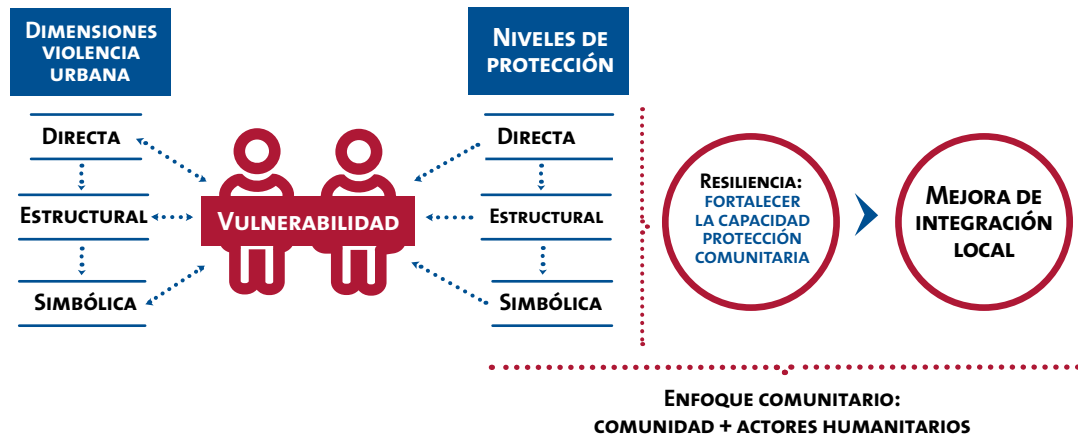 DIMENSIONES
VIOLENCIA
URBANA
DIRECTA
ESTRUCTURAL
SIMBÓLICA
VULNERABILIDAD
NIVELES DE
PROTECCIÓN
DIRECTA
ESTRUCTURAL
SIMBÓLICA
RESILIENCIA:
FORTALECER
LA CAPACIDAD
PROTECCIÓN
COMUNITARIA
MEJORA DE
INTEGRACIÓN
LOCAL
ENFOQUE COMUNITARIO:
COMUNIDAD + ACTORES HUMANITARIOS